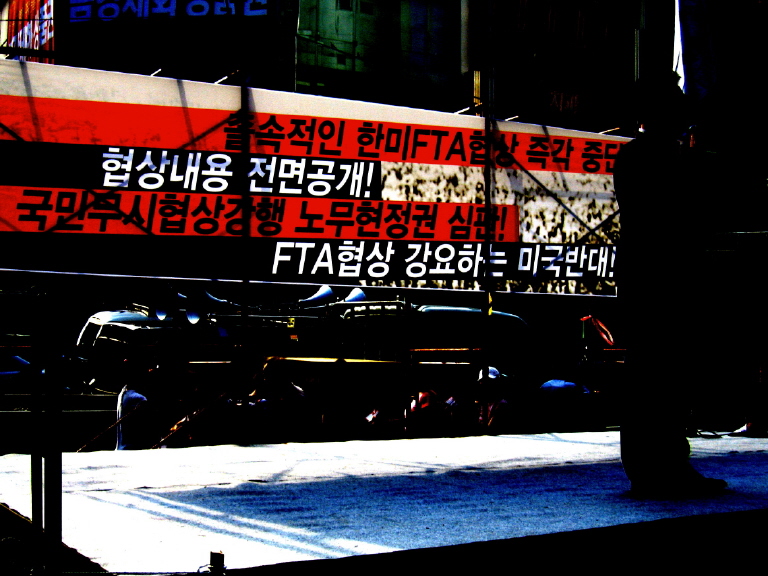 졸속적인 한미FTA협상 즉각 중단
협상내용 전면공개!
국민무시협상강행 노무현정권 심판!
FTA협상 강요하는 미국반대!